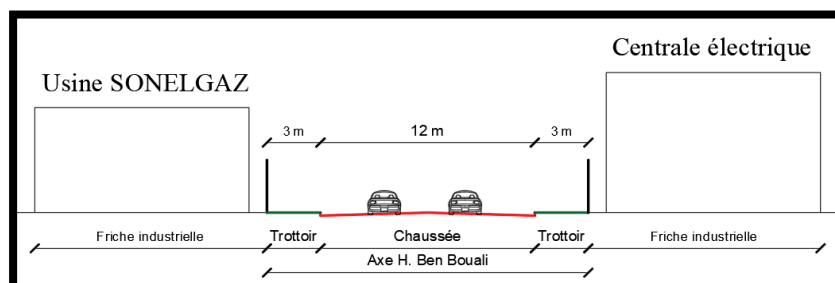 Centrale électrique
Usine SONELGAZ
3 m 12 m 3 m
Friche industrielle Trottoir Chaussée Trottoir Friche industrielle
Axe H. Ben Bouali